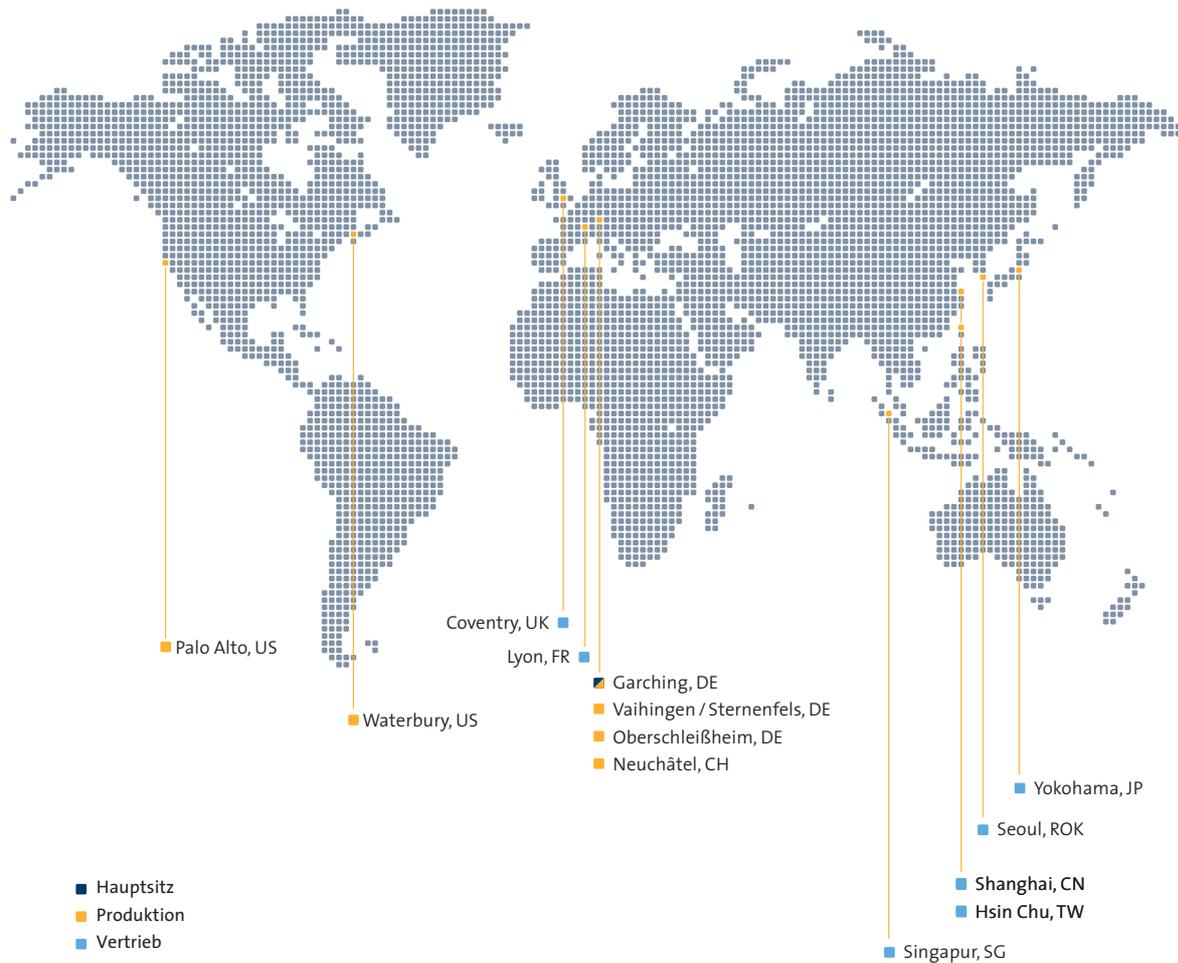 Coventry, UK
Palo Alto, US
Lyon, FR
Garching, DE
Waterbury, US
Vaihingen / Sternenfels, DE
Oberschleißheim, DE
Neuchâtel, CH
Yokohama, JP
Seoul, ROK
Shanghai, CN
Hsin Chu, TW
Singapur, SG
Hauptsitz
Produktion
Vertrieb